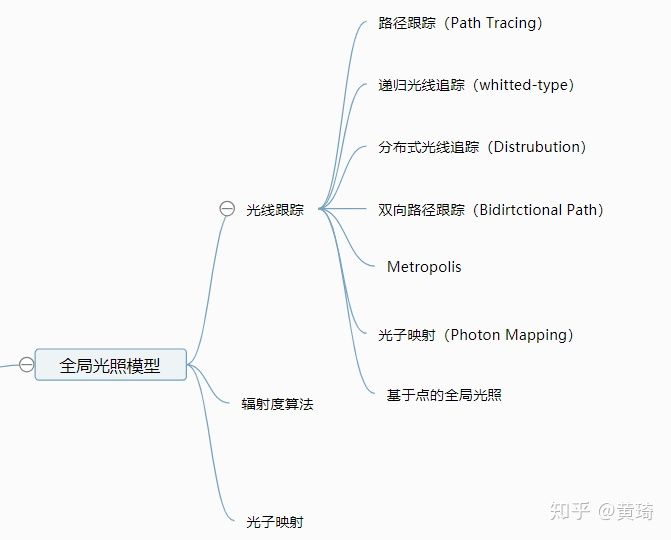 路径跟踪（Path Tracing）
递归光线追踪（whitted-type）
分布式光线追踪（Distrubution）
光线跟踪
双向路径跟踪（Bidirtctional Path）
Metropolis
光子映射（Photon Mapping）
全局光照模型
基于点的全局光照
辐射度算法
光子映射
知乎 @黄琦